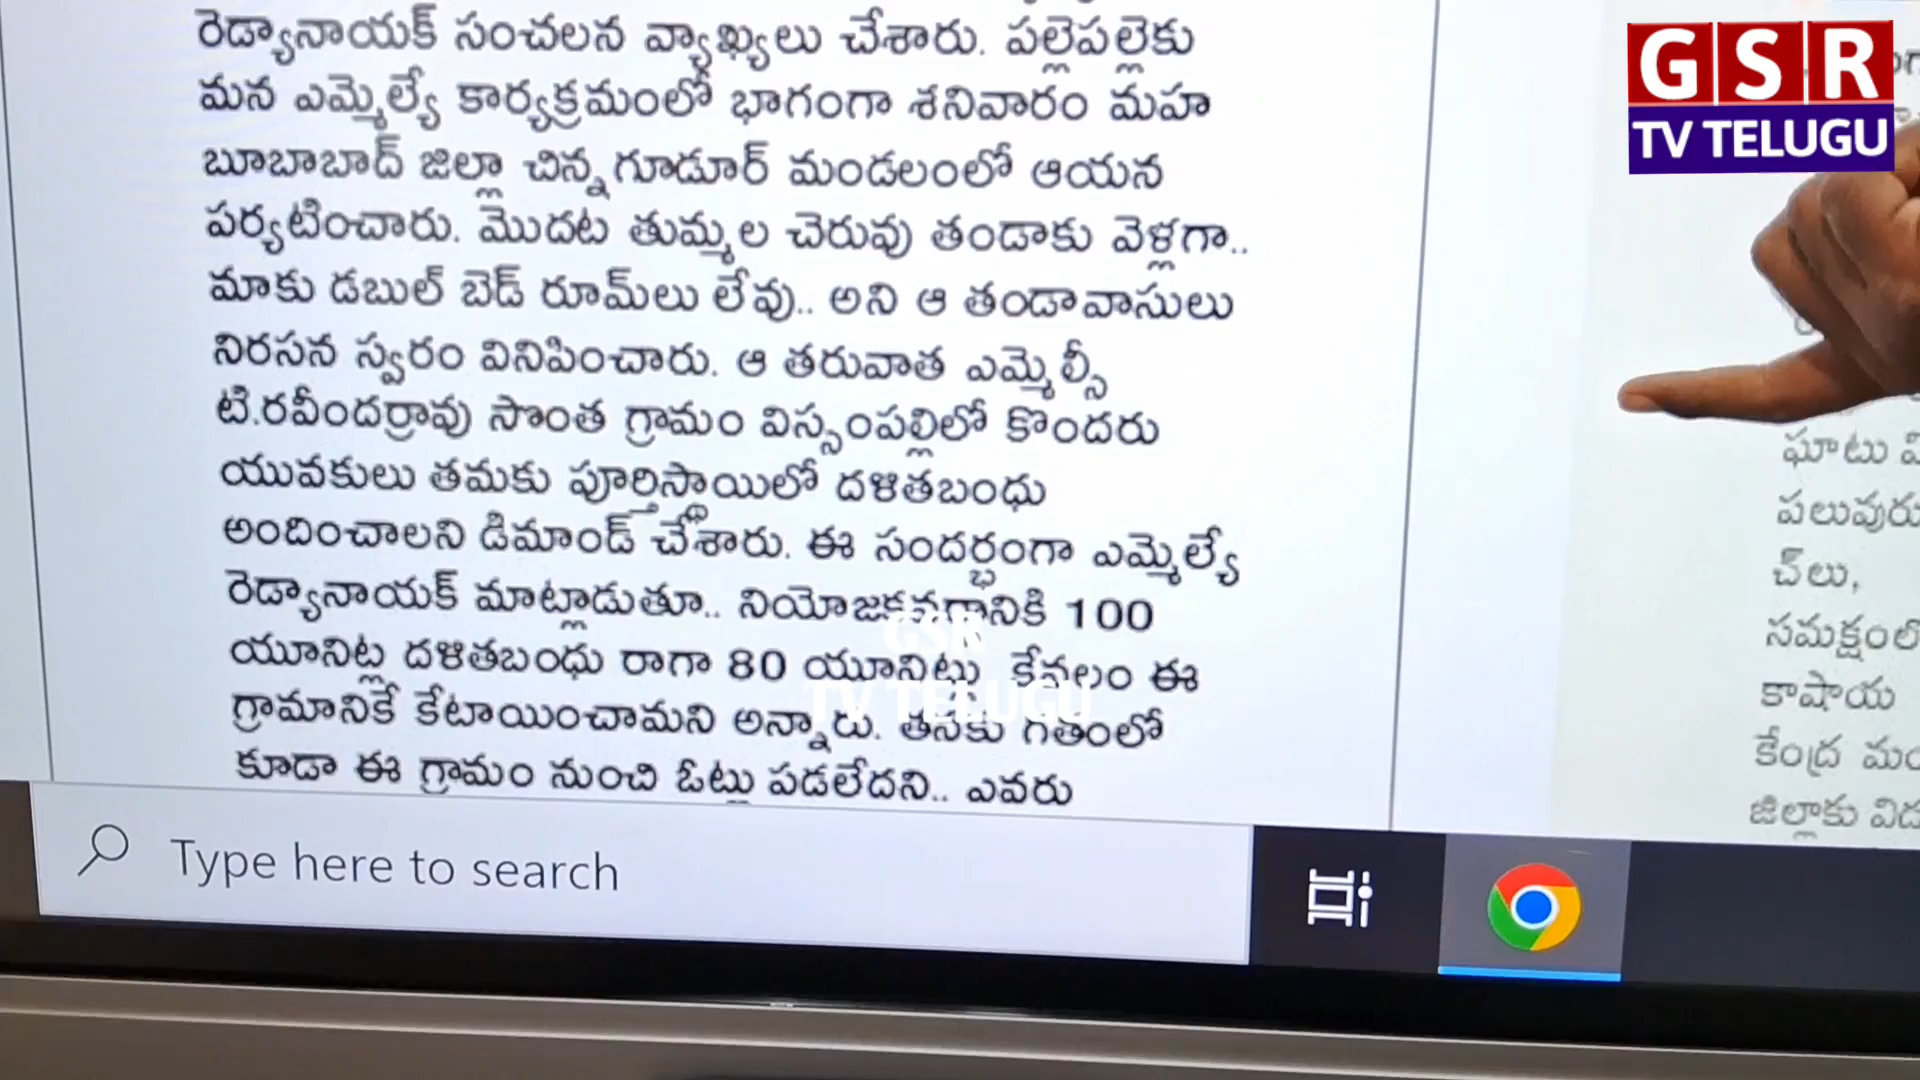 రెడ్యానాయక్ సంచలన వ్యాఖ్యలు చేశారు. పల్లెపల్లెకు
మన ఎమ్మెల్యే కార్యక్రమంలో భాగంగా శనివారం మహ
బూబాబాద్ జిల్లా చిన్నగూడూర్ మండలంలో ఆయన
పర్యటించారు. మొదట తుమ్మల చెరువు తండాకు వెళ్లగా..
మాకు డబుల్ బెడ్ రూమ్‌లు లేవు.. అని ఆ తండావాసులు
నిరసన స్వరం వినిపించారు. ఆ తరువాత ఎమ్మెల్సీ
టి.రవీందర్రావు సొంత గ్రామం విస్సంపల్లిలో కొందరు
యువకులు తమకు పూర్తిస్థాయిలో దళితబంధు
అందించాలని డిమాండ్ చేశారు. ఈ సందర్భంగా ఎమ్మెల్యే
రెడ్యానాయక్ మాట్లాడుతూ.. నియోజకవర్గానికి 100
యూనిట్ల దళితబంధు రాగా 80 యూనిట్లు కేవలం ఈ
గ్రామానికే కేటాయించామని అన్నారు. తనకు గతంలో
కూడా ఈ గ్రామం నుంచి ఓట్లు పడలేదని.. ఎవరు
GSR
TV TELUGU
ఘాటు
పలువురు
చ్‌లు,
సమక్షంలో
కాషాయ
కేంద్ర
జిల్లాకు
GSR
TV TELUGU
Type here to search